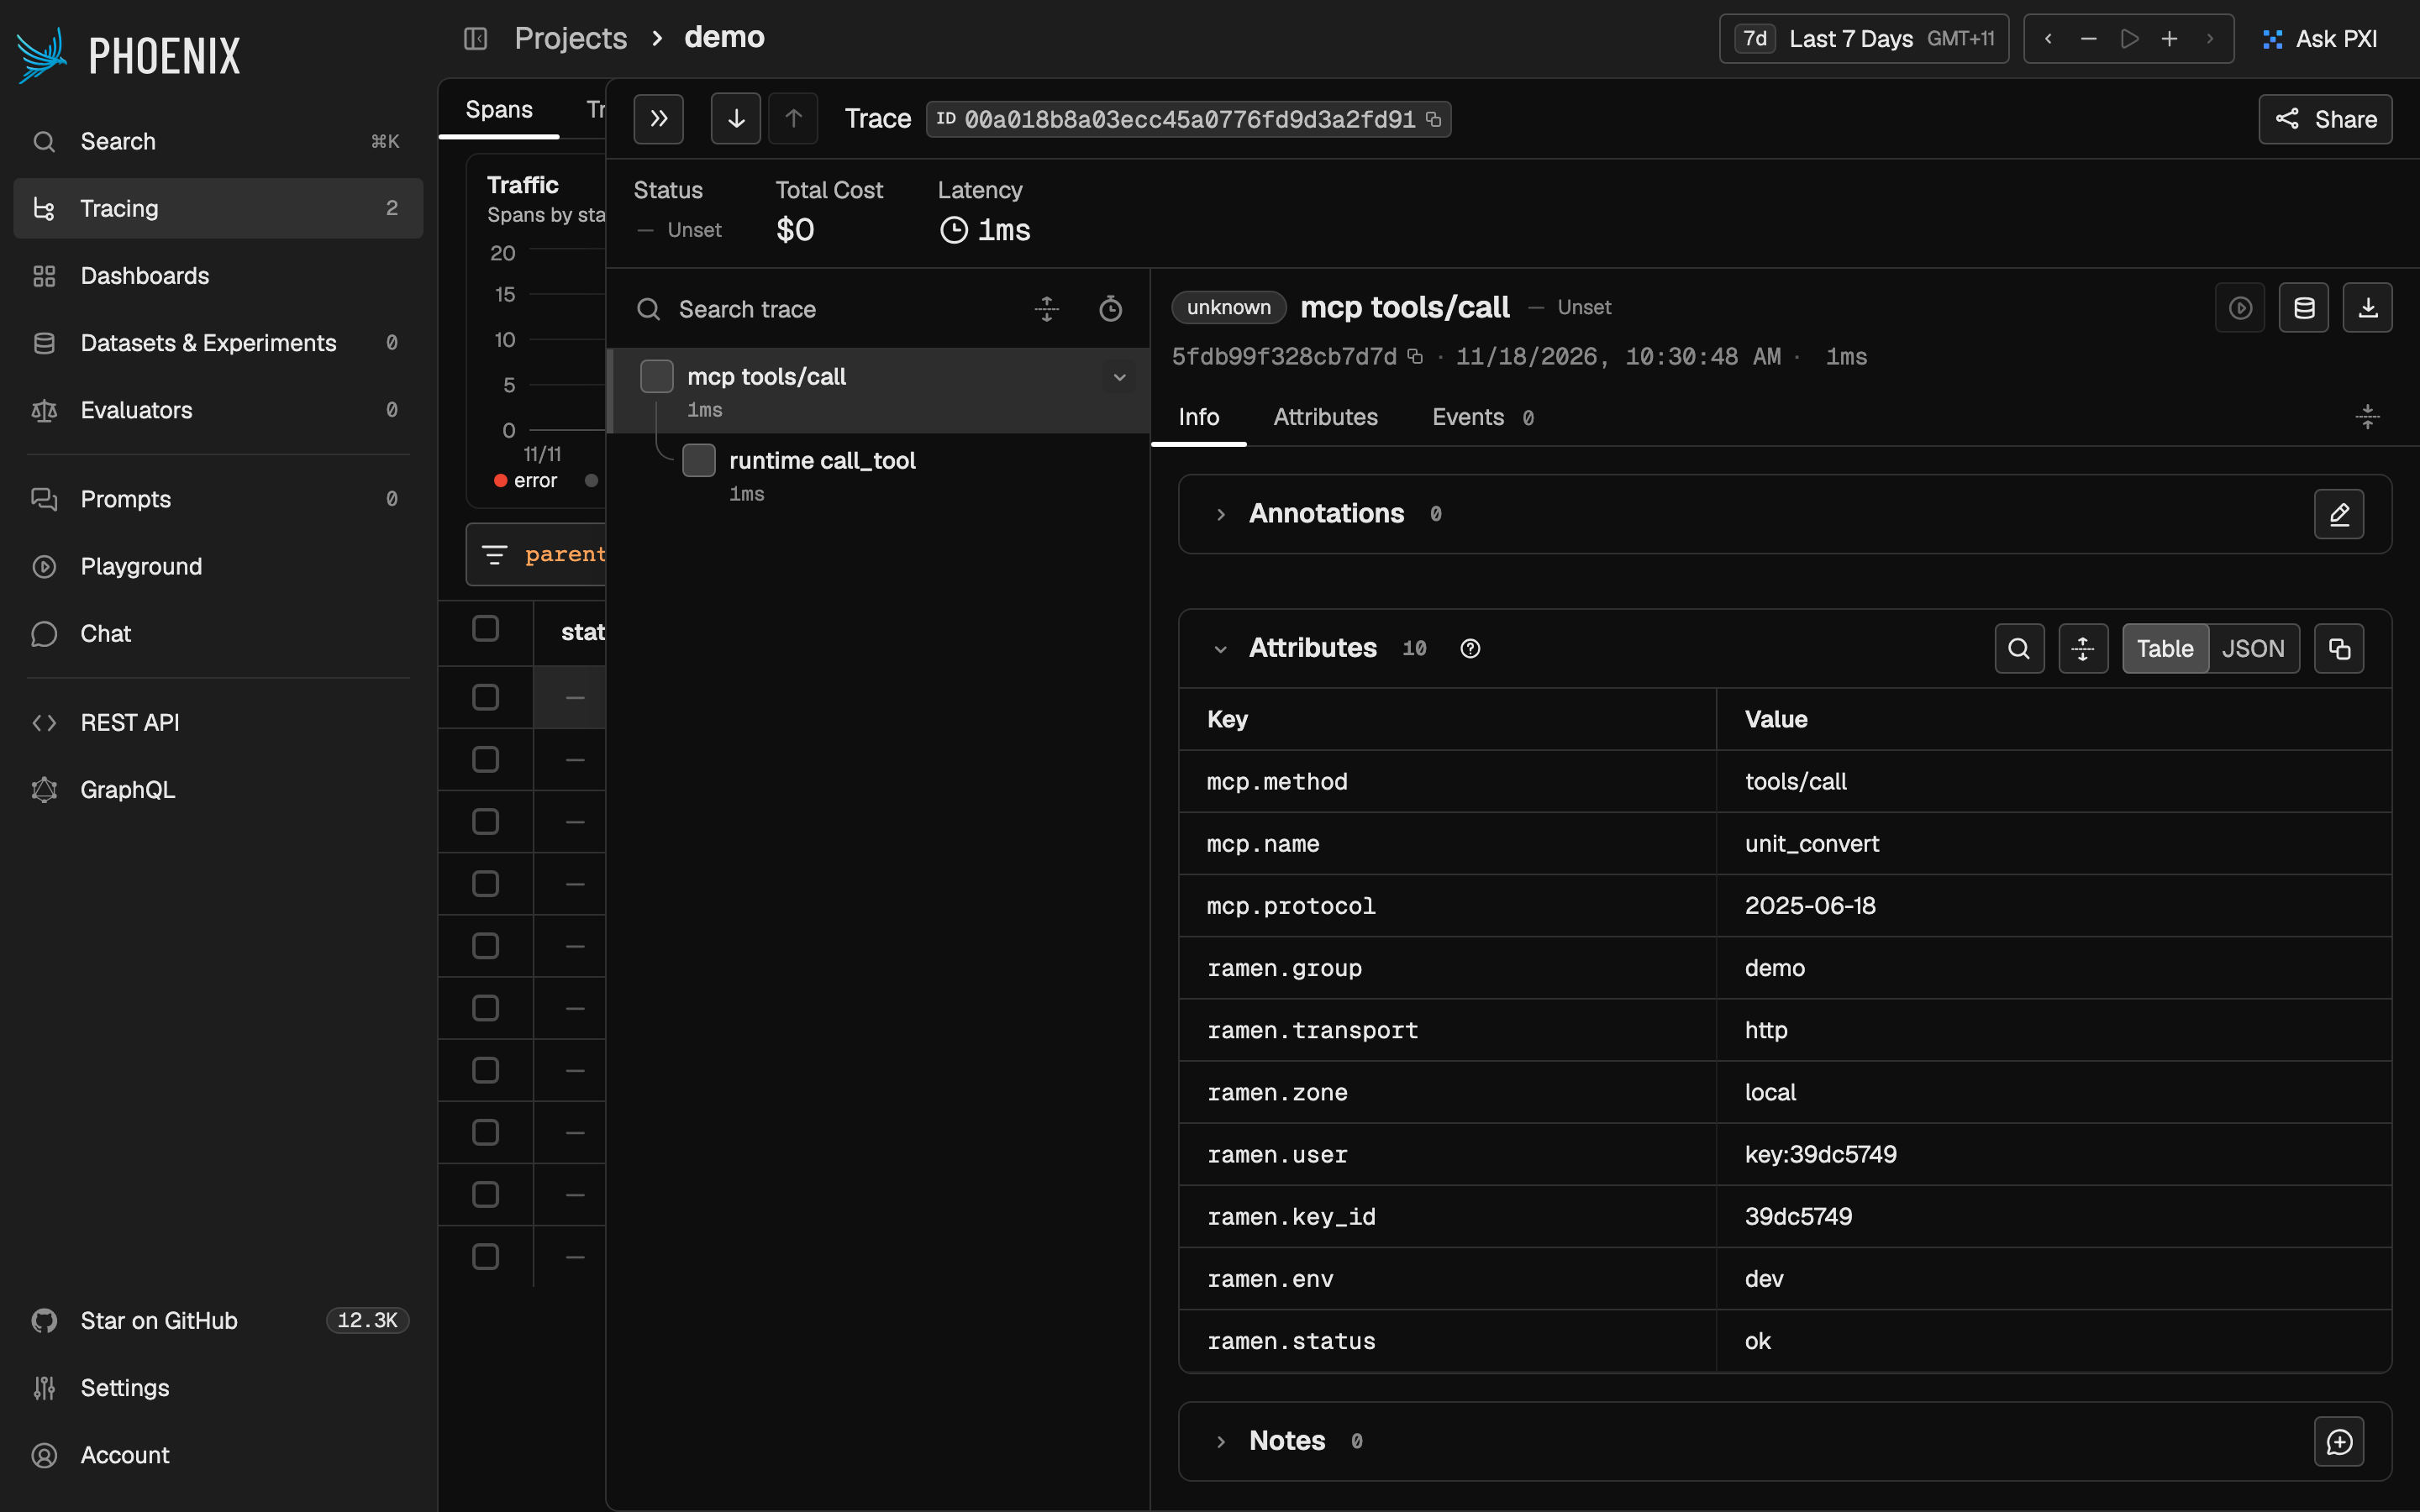 PHOENIX
Search ⌘K
Tracing 2
Dashboards
Datasets & Experiments 0
Evaluators 0
Prompts 0
Playground
Chat
REST API
GraphQL
Star on GitHub 12.3K
Settings
Account
Projects › demo
7d Last 7 Days GMT+11
Ask PXI
Spans Tr
Traffic
Spans by sta
20
15
10
5
0
11/11
error
parent
stat
Trace ID 00a018b8a03ecc45a0776fd9d3a2fd91
Share
Status Total Cost Latency
— Unset $0 1ms
Search trace
mcp tools/call
1ms
runtime call_tool
1ms
unknown mcp tools/call — Unset
5fdb99f328cb7d7d · 11/18/2026, 10:30:48 AM · 1ms
Info Attributes Events 0
Annotations 0
Attributes 10
Table JSON
Key Value
mcp.method tools/call
mcp.name unit_convert
mcp.protocol 2025-06-18
ramen.group demo
ramen.transport http
ramen.zone local
ramen.user key:39dc5749
ramen.key_id 39dc5749
ramen.env dev
ramen.status ok
Notes 0